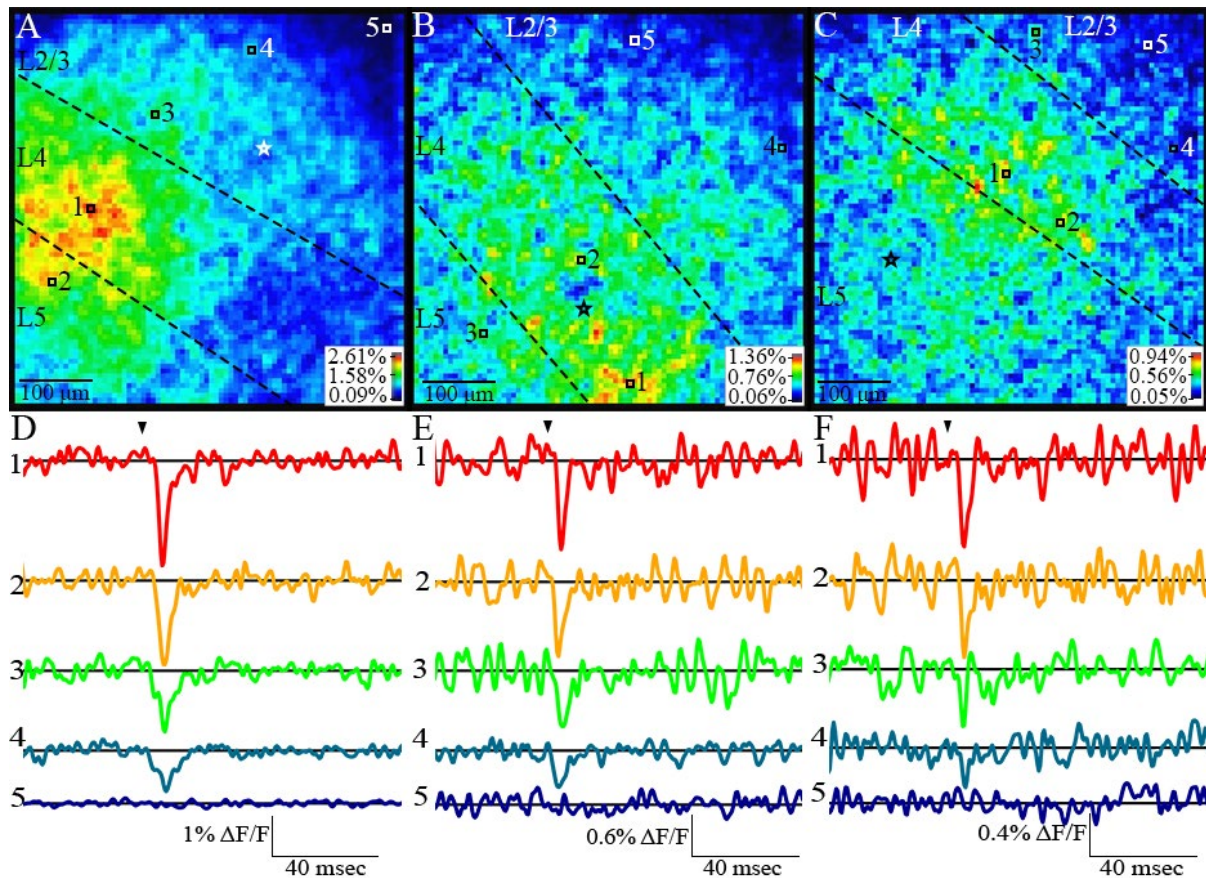 A
L2/3
L4
L5
1
2
3
4
5
2.61%
1.58%
0.09%
100 μm
B
L2/3
L4
L5
1
2
3
4
5
1.36%
0.76%
0.06%
100 μm
C
L4
L2/3
L5
1
2
3
4
5
0.94%
0.56%
0.05%
100 μm
D
1
2
3
4
5
1% ΔF/F
40 msec
E
1
2
3
4
5
0.6% ΔF/F
40 msec
F
1
2
3
4
5
0.4% ΔF/F
40 msec